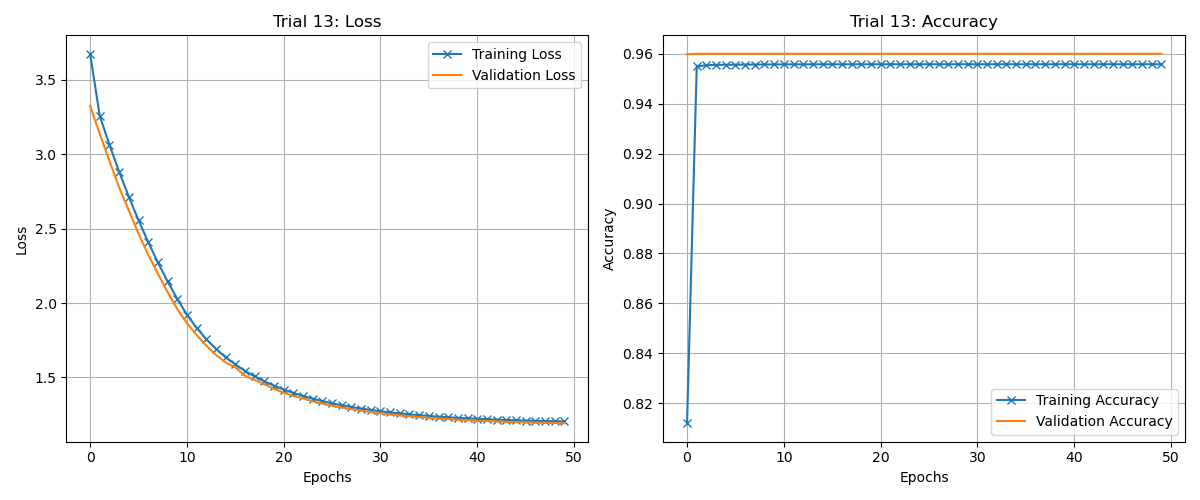 Trial 13: Loss
Training Loss
Validation Loss
3.5
3.0
2.5
2.0
1.5
Loss
0 10 20 30 40 50
Epochs
Trial 13: Accuracy
0.96
0.94
0.92
0.90
0.88
0.86
0.84
0.82
Accuracy
Training Accuracy
Validation Accuracy
0 10 20 30 40 50
Epochs